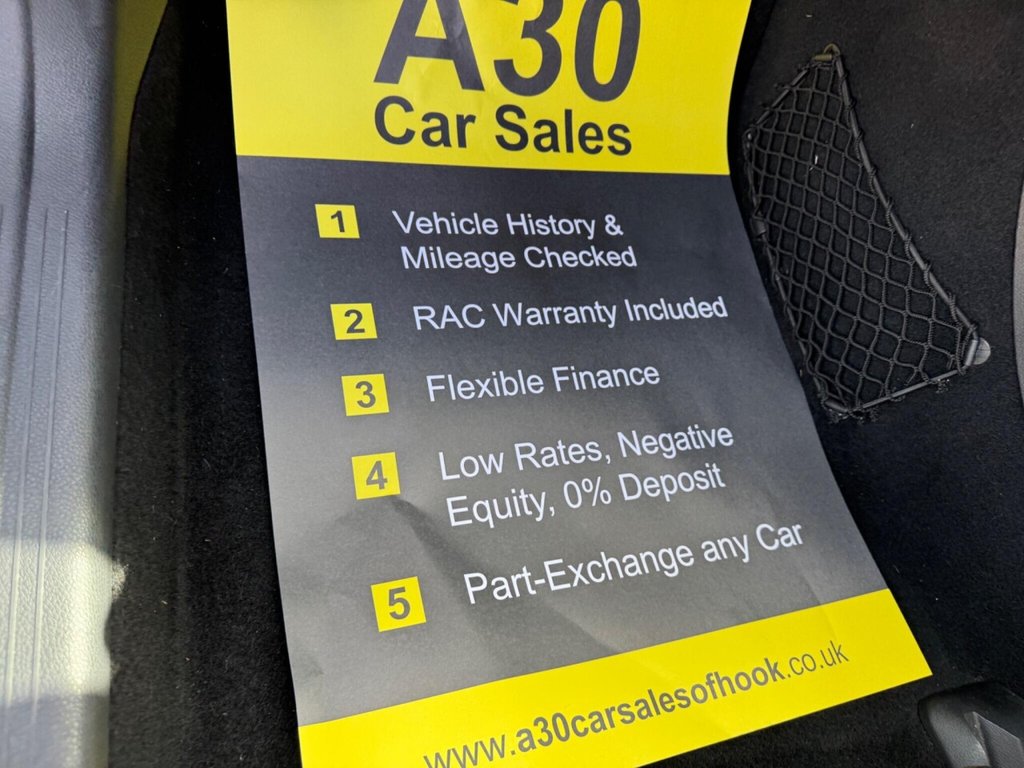 A30
Car Sales
1 Vehicle History &
Mileage Checked
2 RAC Warranty Included
3 Flexible Finance
4 Low Rates, Negative
Equity, 0% Deposit
5 Part-Exchange any Car
www.a30carsalesofhook.co.uk